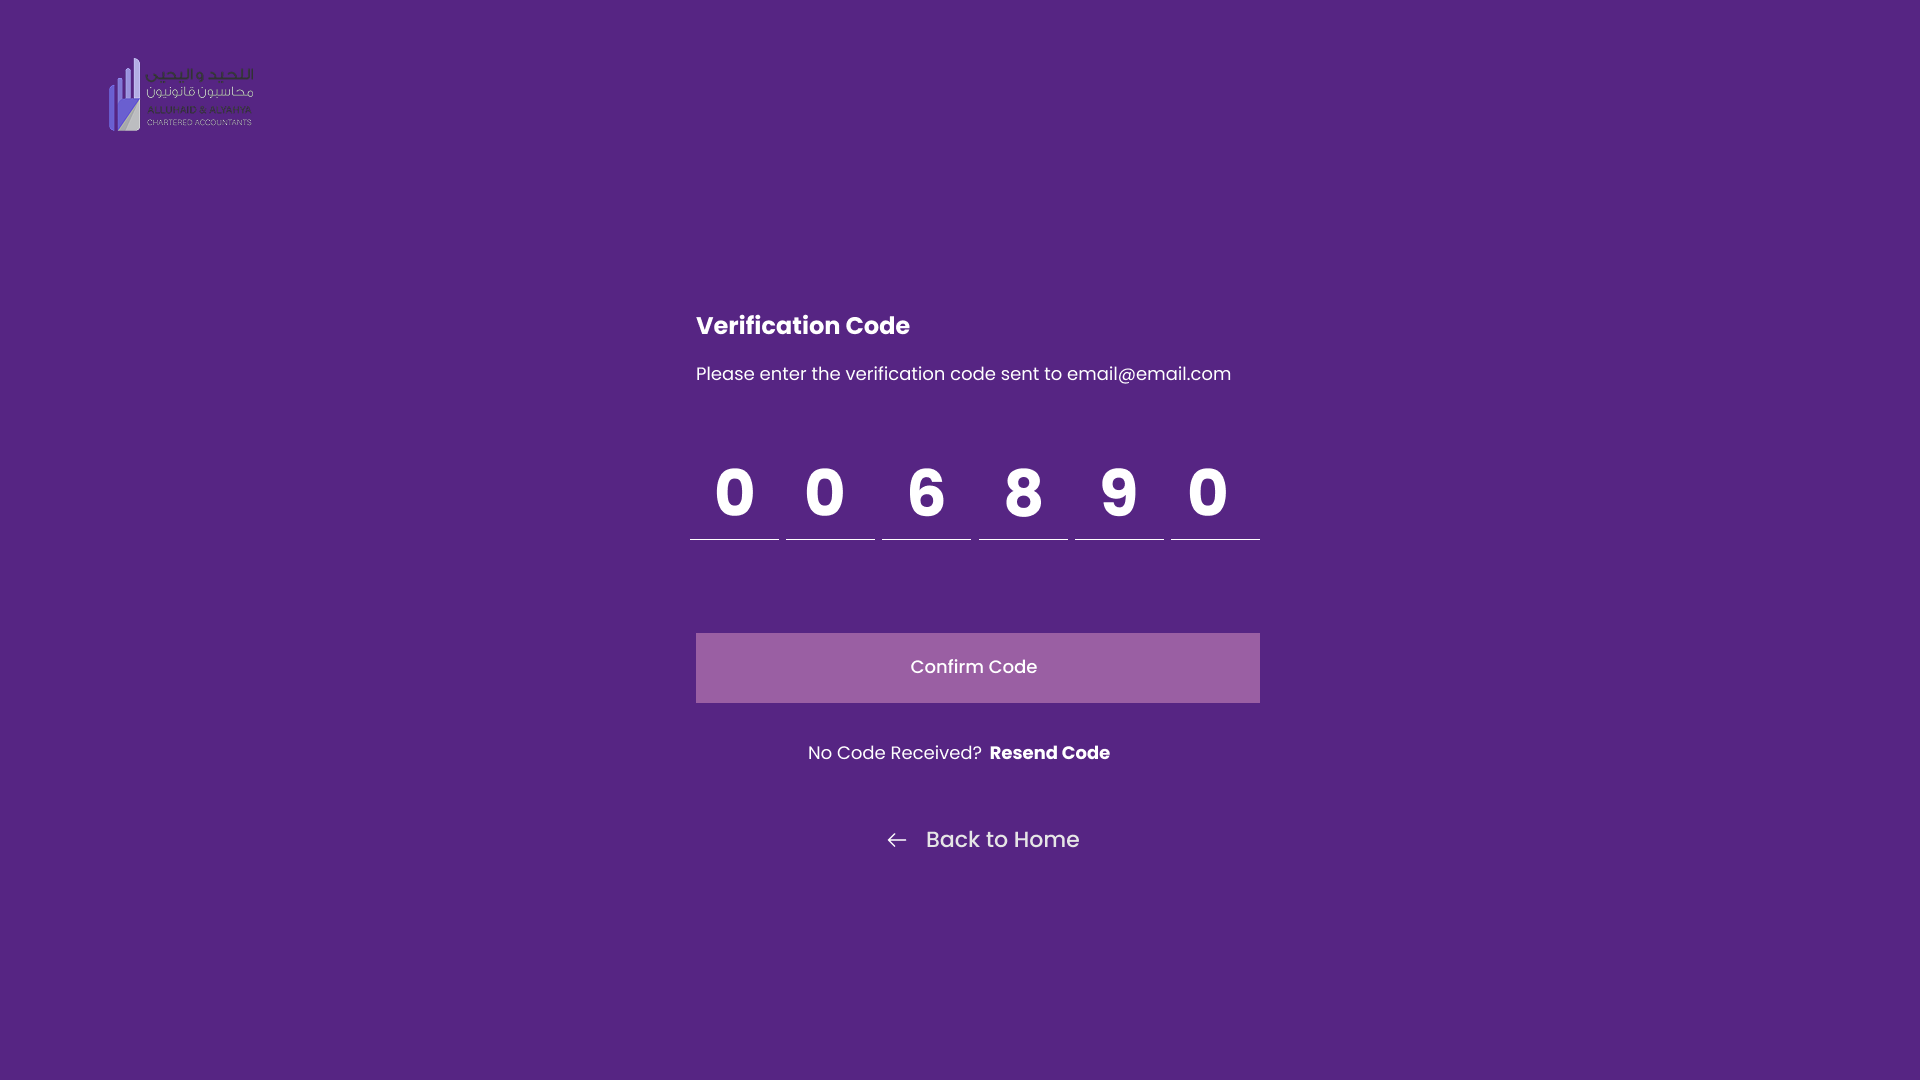 اللحيد و اليحيى
محاسبون قانونيون
CHARTERED ACCOUNTANTS
Verification Code
Please enter the verification code sent to email@email.com
0 0 6 8 9 0
Confirm Code
No Code Received? Resend Code
← Back to Home